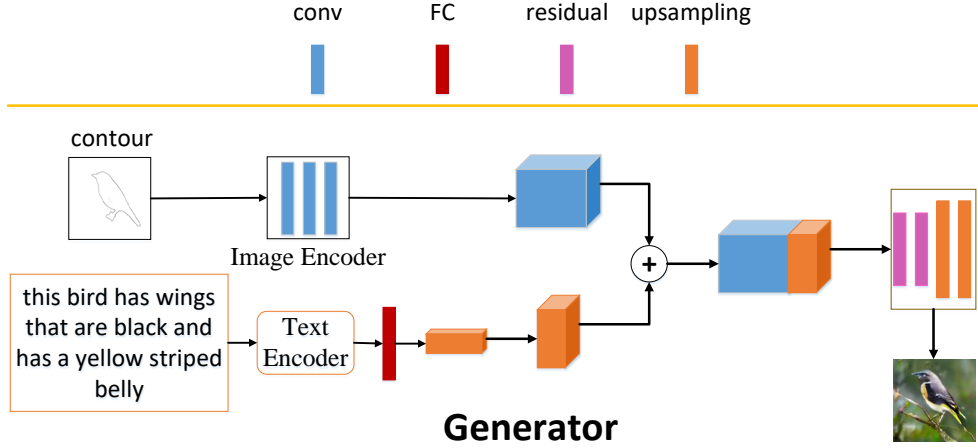 conv FC residual upsampling
contour
Image Encoder
this bird has wings
that are black and
has a yellow striped
belly
Text
Encoder
+
Generator